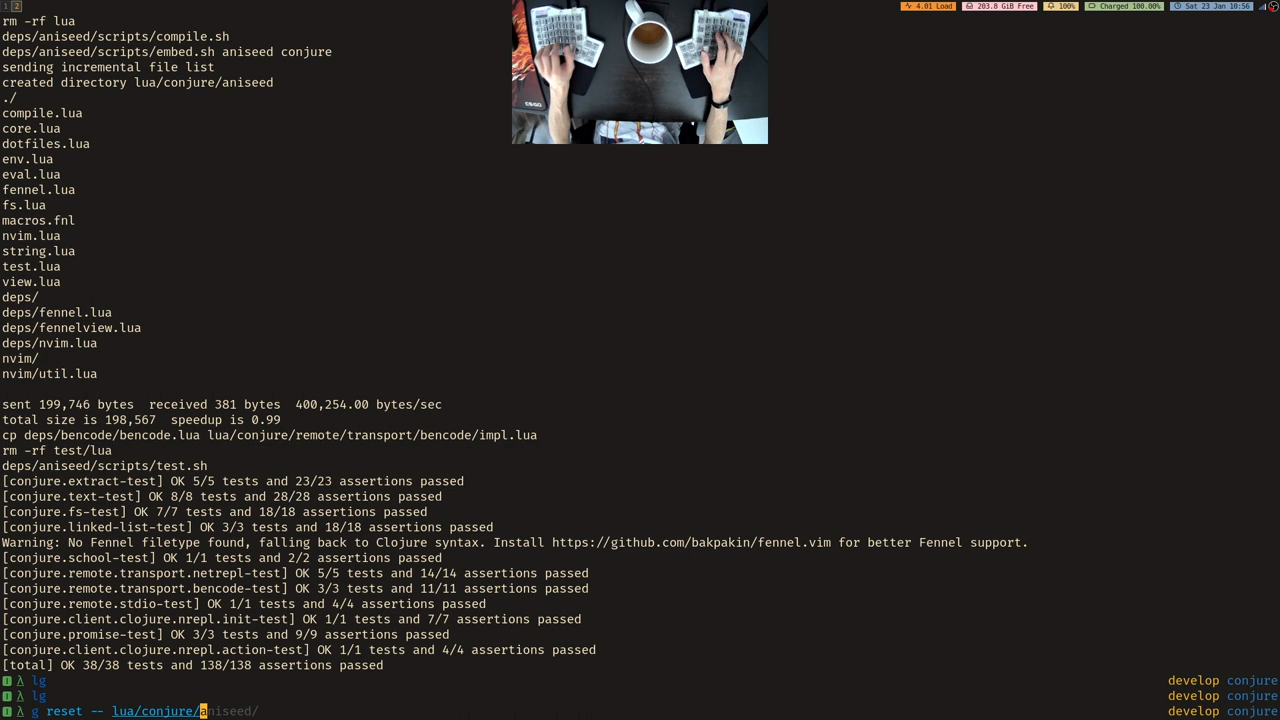 1 2
4.01 Load 203.8 GiB Free 100% Charged 100.00% Sat 23 Jan 10:56
rm -rf lua
deps/aniseed/scripts/compile.sh
deps/aniseed/scripts/embed.sh aniseed conjure
sending incremental file list
created directory lua/conjure/aniseed
./
compile.lua
core.lua
dotfiles.lua
env.lua
eval.lua
fennel.lua
fs.lua
macros.fnl
nvim.lua
string.lua
test.lua
view.lua
deps/
deps/fennel.lua
deps/fennelview.lua
deps/nvim.lua
nvim/
nvim/util.lua
sent 199,746 bytes  received 381 bytes  400,254.00 bytes/sec
total size is 198,567  speedup is 0.99
cp deps/bencode/bencode.lua lua/conjure/remote/transport/bencode/impl.lua
rm -rf test/lua
deps/aniseed/scripts/test.sh
[conjure.extract-test] OK 5/5 tests and 23/23 assertions passed
[conjure.text-test] OK 8/8 tests and 28/28 assertions passed
[conjure.fs-test] OK 7/7 tests and 18/18 assertions passed
[conjure.linked-list-test] OK 3/3 tests and 18/18 assertions passed
Warning: No Fennel filetype found, falling back to Clojure syntax. Install https://github.com/bakpakin/fennel.vim for better Fennel support.
[conjure.school-test] OK 1/1 tests and 2/2 assertions passed
[conjure.remote.transport.netrepl-test] OK 5/5 tests and 14/14 assertions passed
[conjure.remote.transport.bencode-test] OK 3/3 tests and 11/11 assertions passed
[conjure.remote.stdio-test] OK 1/1 tests and 4/4 assertions passed
[conjure.client.clojure.nrepl.init-test] OK 1/1 tests and 7/7 assertions passed
[conjure.promise-test] OK 3/3 tests and 9/9 assertions passed
[conjure.client.clojure.nrepl.action-test] OK 1/1 tests and 4/4 assertions passed
[total] OK 38/38 tests and 138/138 assertions passed
I λ lg develop conjure
I λ lg develop conjure
I λ g reset -- lua/conjure/aniseed/ develop conjure